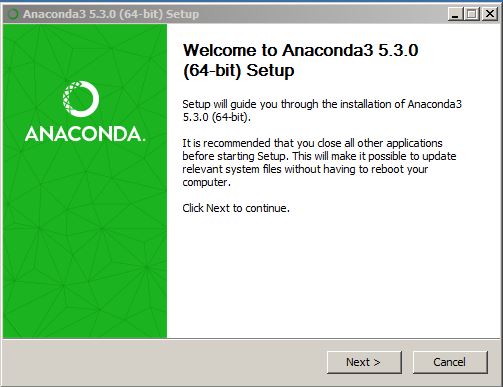 Anaconda3 5.3.0 (64-bit) Setup
ANACONDA.
Welcome to Anaconda3 5.3.0
(64-bit) Setup
Setup will guide you through the installation of Anaconda3
5.3.0 (64-bit).
It is recommended that you close all other applications
before starting Setup. This will make it possible to update
relevant system files without having to reboot your
computer.
Click Next to continue.
Next >
Cancel